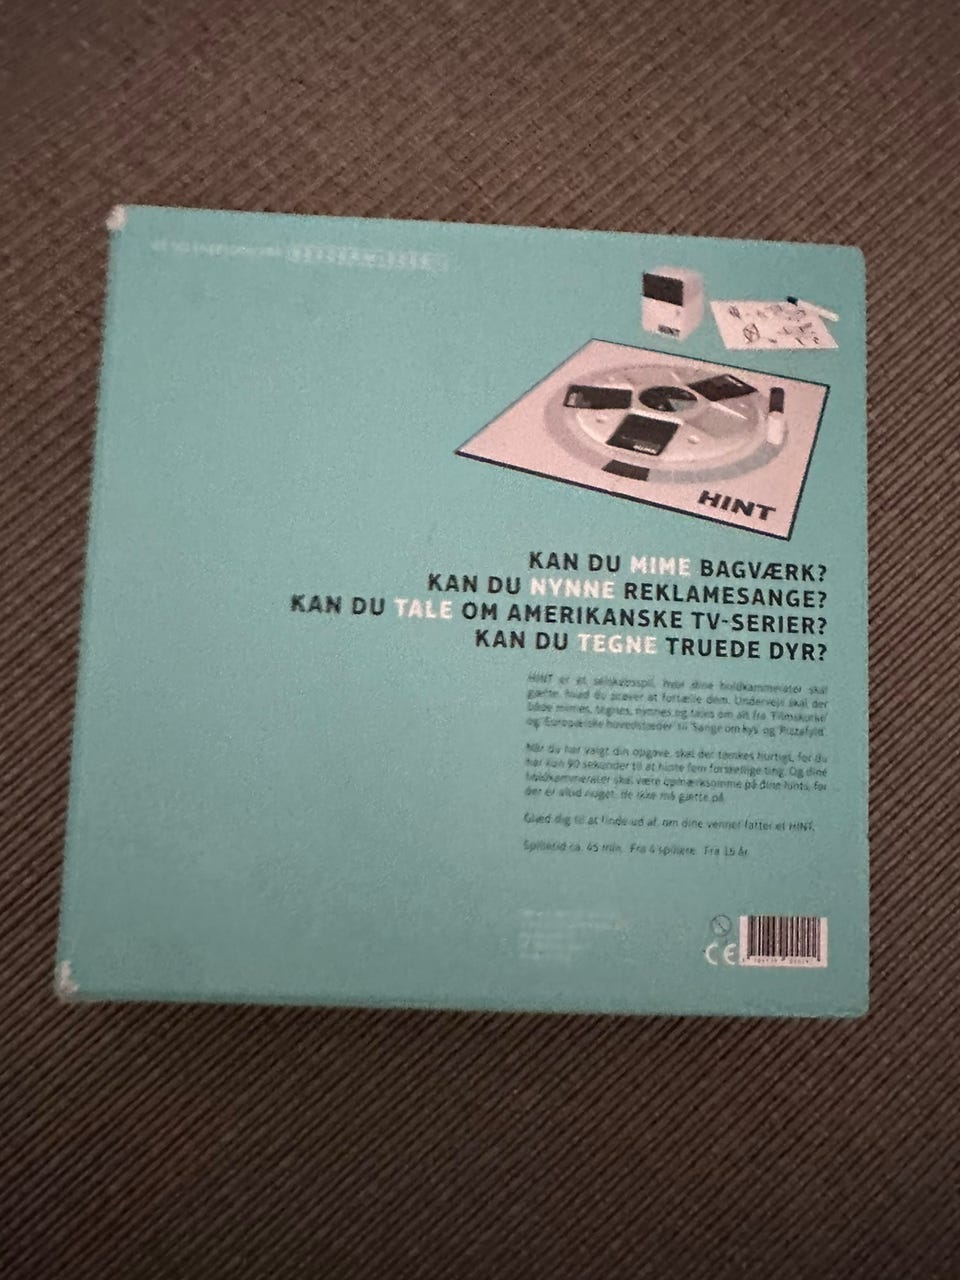 HINT
HINT
KAN DU MIME BAGVÆRK?
KAN DU NYNNE REKLAMESANGE?
KAN DU TALE OM AMERIKANSKE TV-SERIER?
KAN DU TEGNE TRUEDE DYR?
HINT er et selskabsspil, hvor dine holdkammerater skal
gætte, hvad du prøver at fortælle dem. Undervejs skal der
både mimes, tegnes, nynnes og tales om alt fra 'Filmskurke'
og 'Europæiske hovedstæder' til 'Sange om kys' og 'Pizzafyld'.
Når du har valgt din opgave, skal der tænkes hurtigt, for du
har kun 90 sekunder til at hinte fem forskellige ting. Og dine
holdkammerater skal være opmærksomme på dine hints, for
der er altid noget, de ikke må gætte på.
Glæd dig til at finde ud af, om dine venner fatter et HINT.
Spilletid ca. 45 min. Fra 4 spillere. Fra 15 år.
CE